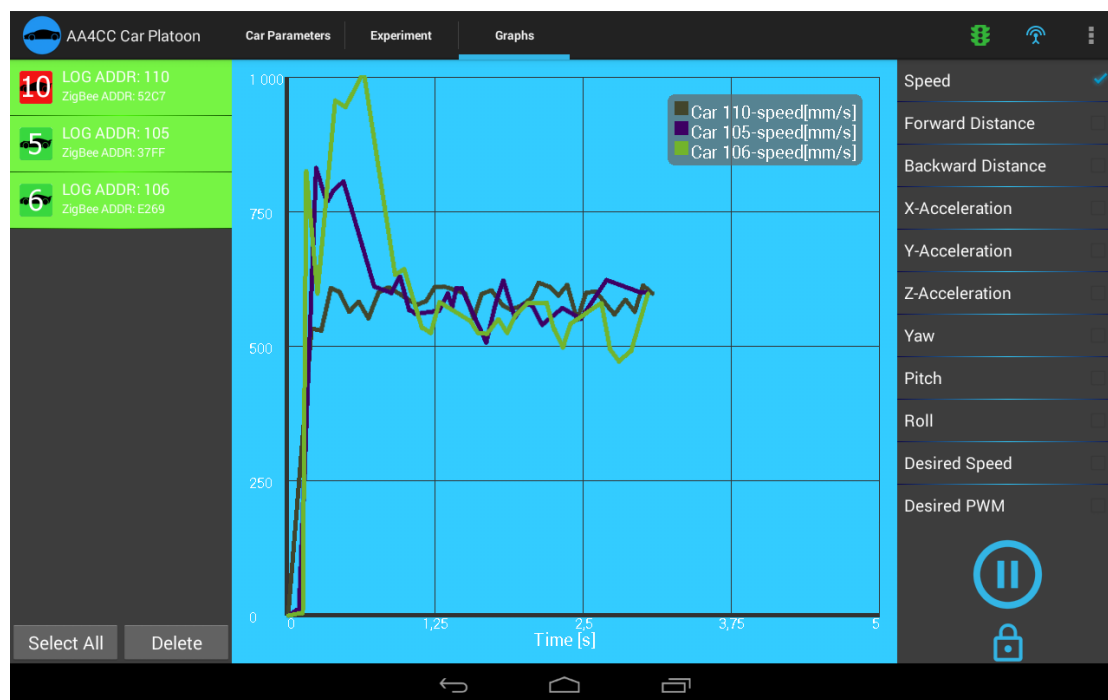 AA4CC Car Platoon
Car Parameters
Experiment
Graphs
10
LOG ADDR: 110
ZigBee ADDR: 52C7
5
LOG ADDR: 105
ZigBee ADDR: 37FF
6
LOG ADDR: 106
ZigBee ADDR: E269
Select All
Delete
1 000
750
500
250
0
0
1,25
2,5
3,75
5
Time [s]
Car 110-speed[mm/s]
Car 105-speed[mm/s]
Car 106-speed[mm/s]
Speed
Forward Distance
Backward Distance
X-Acceleration
Y-Acceleration
Z-Acceleration
Yaw
Pitch
Roll
Desired Speed
Desired PWM